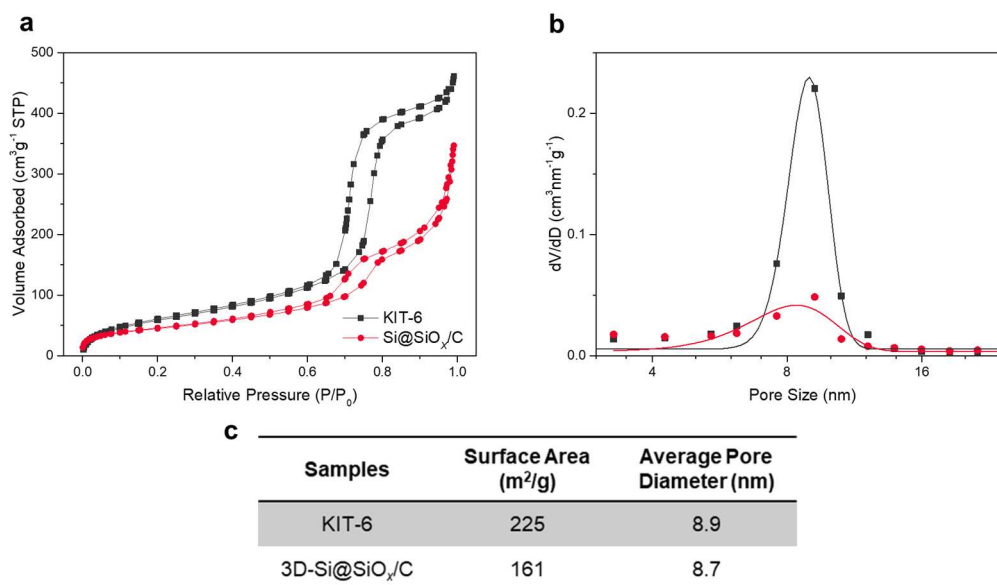 a
500
400
300
200
100
0
Volume Adsorbed (cm³g⁻¹ STP)
0.0 0.2 0.4 0.6 0.8 1.0
Relative Pressure (P/P₀)
KIT-6
Si@SiOₓ/C
b
0.2
0.1
0.0
dV/dD (cm³nm⁻¹g⁻¹)
4 8 16
Pore Size (nm)
c
Samples Surface Area (m²/g) Average Pore Diameter (nm)
KIT-6 225 8.9
3D-Si@SiOₓ/C 161 8.7